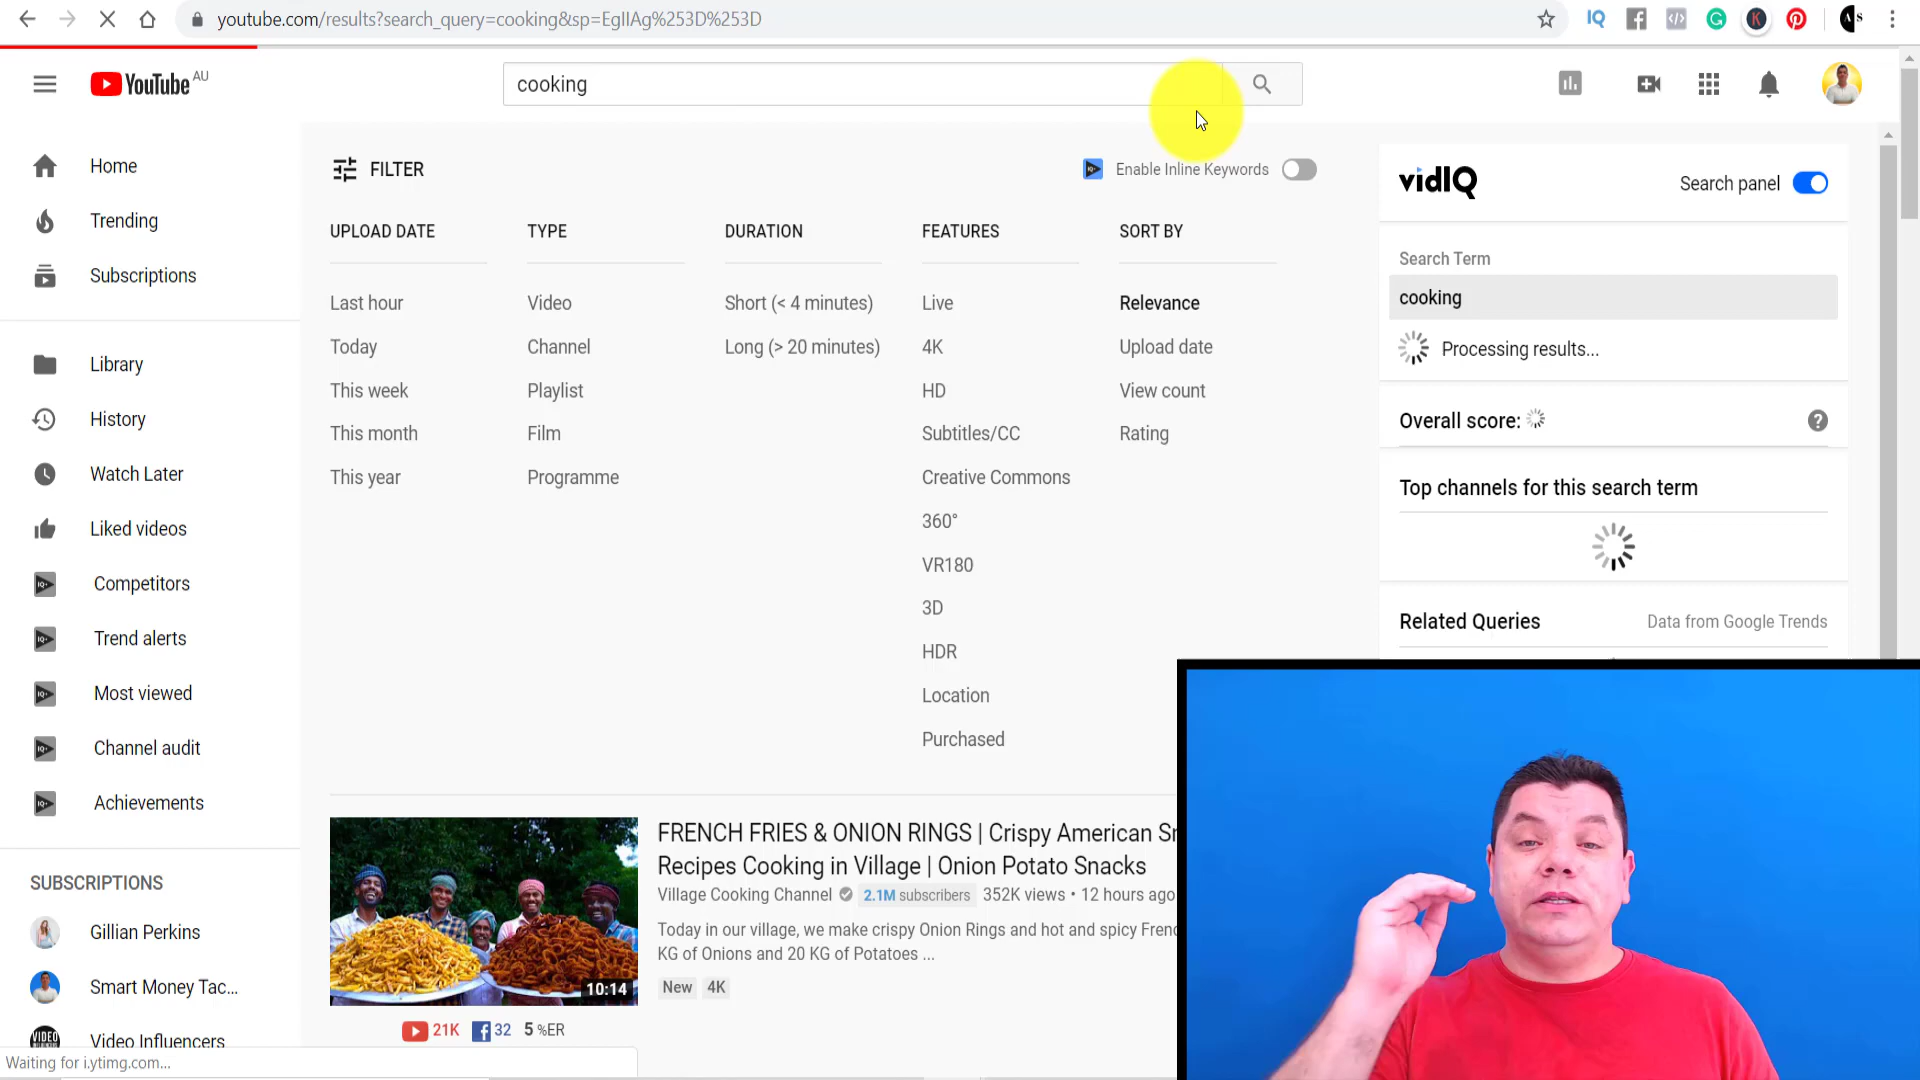 youtube.com/results?search_query=cooking&sp=EgIIAg%253D%253D
IQ
K
A S
YouTube AU
cooking
Home
Trending
Subscriptions
Library
History
Watch Later
Liked videos
Competitors
Trend alerts
Most viewed
Channel audit
Achievements
SUBSCRIPTIONS
Gillian Perkins
Smart Money Tac...
Video Influencers
FILTER
Enable Inline Keywords
UPLOAD DATE
Last hour
Today
This week
This month
This year
TYPE
Video
Channel
Playlist
Film
Programme
DURATION
Short (< 4 minutes)
Long (> 20 minutes)
FEATURES
Live
4K
HD
Subtitles/CC
Creative Commons
360°
VR180
3D
HDR
Location
Purchased
SORT BY
Relevance
Upload date
View count
Rating
vidIQ
Search panel
Search Term
cooking
Processing results...
Overall score:
Top channels for this search term
Related Queries Data from Google Trends
10:14
21K 32 5 %ER
FRENCH FRIES & ONION RINGS | Crispy American Sn
Recipes Cooking in Village | Onion Potato Snacks
Village Cooking Channel 2.1M subscribers 352K views • 12 hours ago
Today in our village, we make crispy Onion Rings and hot and spicy Frenc
KG of Onions and 20 KG of Potatoes ...
New 4K
Waiting for i.ytimg.com...